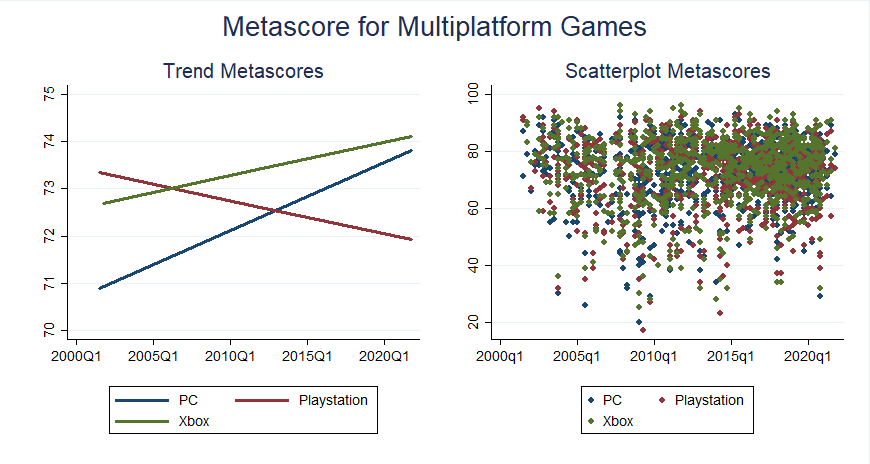 Metascore for Multiplatform Games
Trend Metascores
75
74
73
72
71
70
2000Q1 2005Q1 2010Q1 2015Q1 2020Q1
PC Playstation
Xbox
Scatterplot Metascores
100
80
60
40
20
2000q1 2005q1 2010q1 2015q1 2020q1
PC Playstation
Xbox